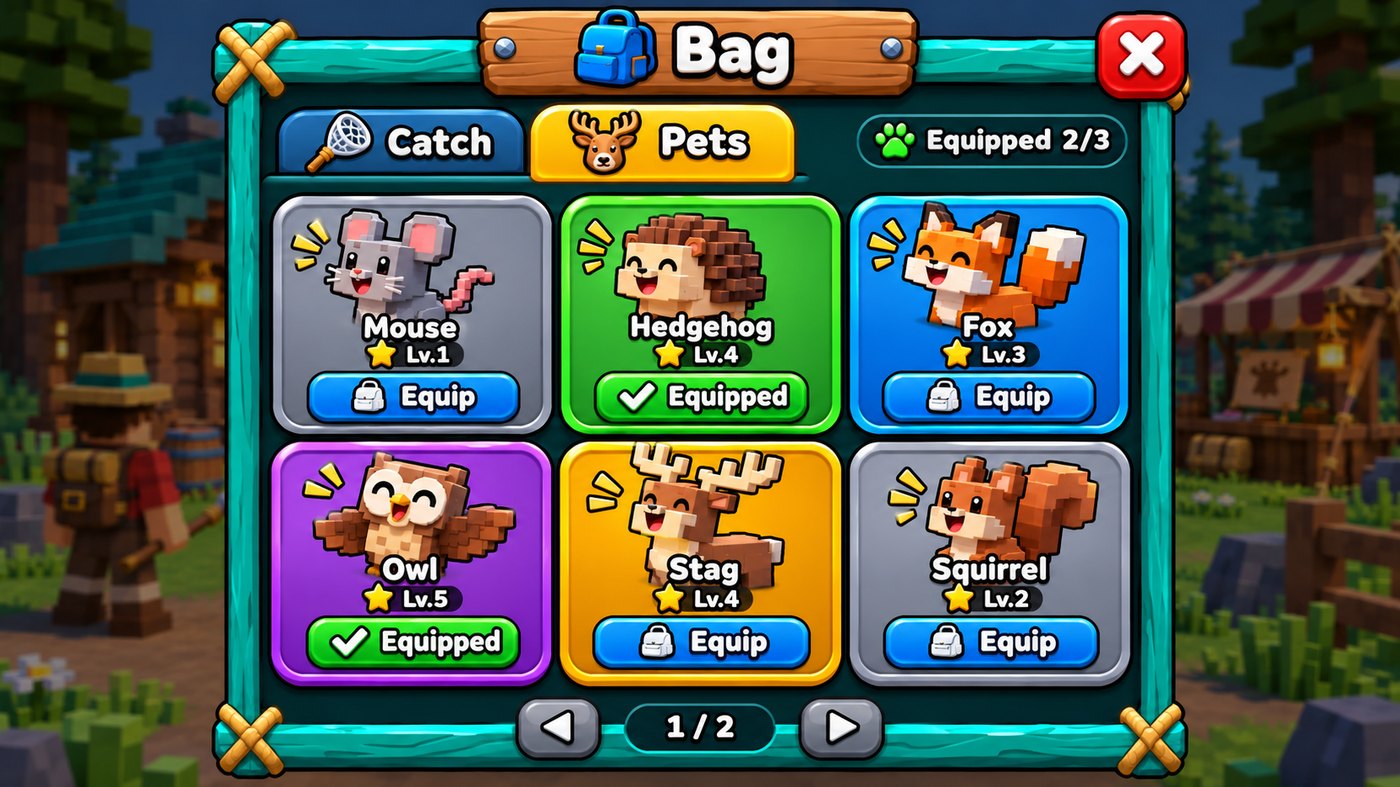 Bag
Catch
Pets
Equipped 2/3
Mouse
Lv.1
Equip
Hedgehog
Lv.4
Equipped
Fox
Lv.3
Equip
Owl
Lv.5
Equipped
Stag
Lv.4
Equip
Squirrel
Lv.2
Equip
1 / 2